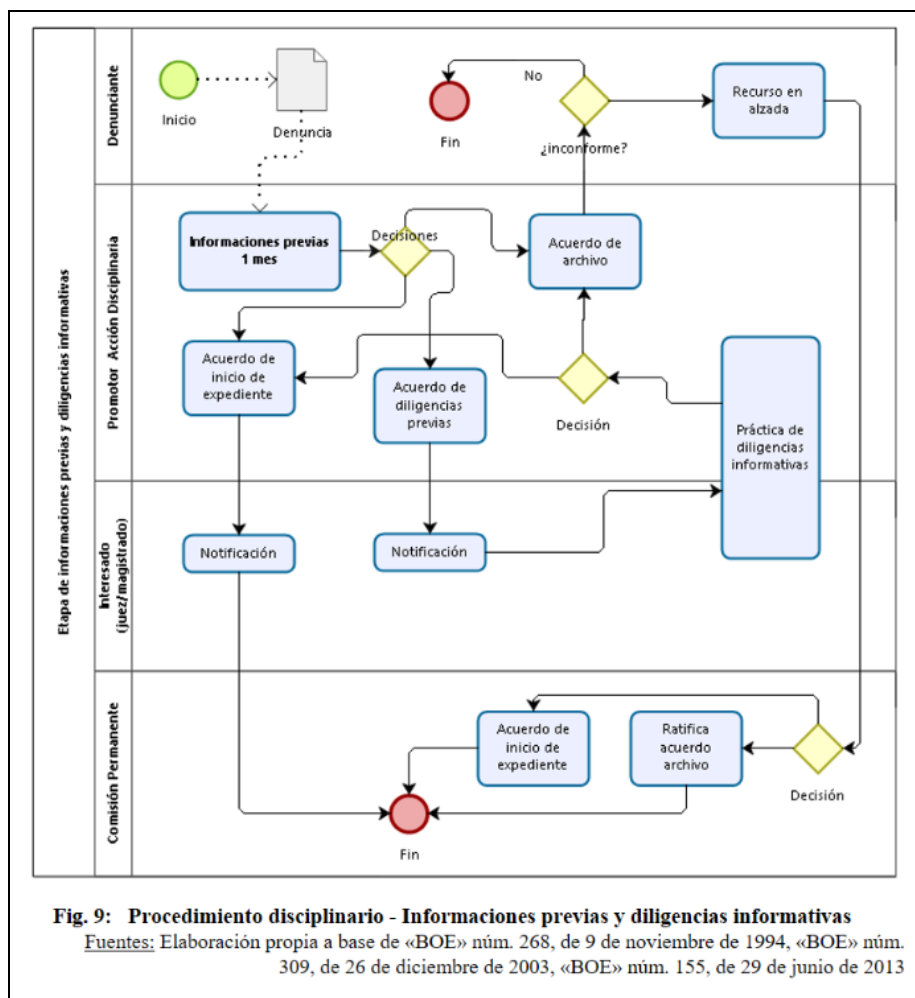 Etapa de informaciones previas y diligencias informativas
Denunciante
Inicio
Denuncia
No
Fin
¿inconforme?
Recurso en
alzada
Promotor Acción Disciplinaria
Informaciones previas
1 mes
Decisiones
Acuerdo de
archivo
Acuerdo de
inicio de
expediente
Acuerdo de
diligencias
previas
Decisión
Práctica de
diligencias
informativas
Interesado
(juez/magistrado)
Notificación
Notificación
Comisión Permanente
Acuerdo de
inicio de
expediente
Ratifica
acuerdo
archivo
Decisión
Fin
Fig. 9: Procedimiento disciplinario - Informaciones previas y diligencias informativas
Fuentes: Elaboración propia a base de «BOE» núm. 268, de 9 de noviembre de 1994, «BOE» núm.
309, de 26 de diciembre de 2003, «BOE» núm. 155, de 29 de junio de 2013